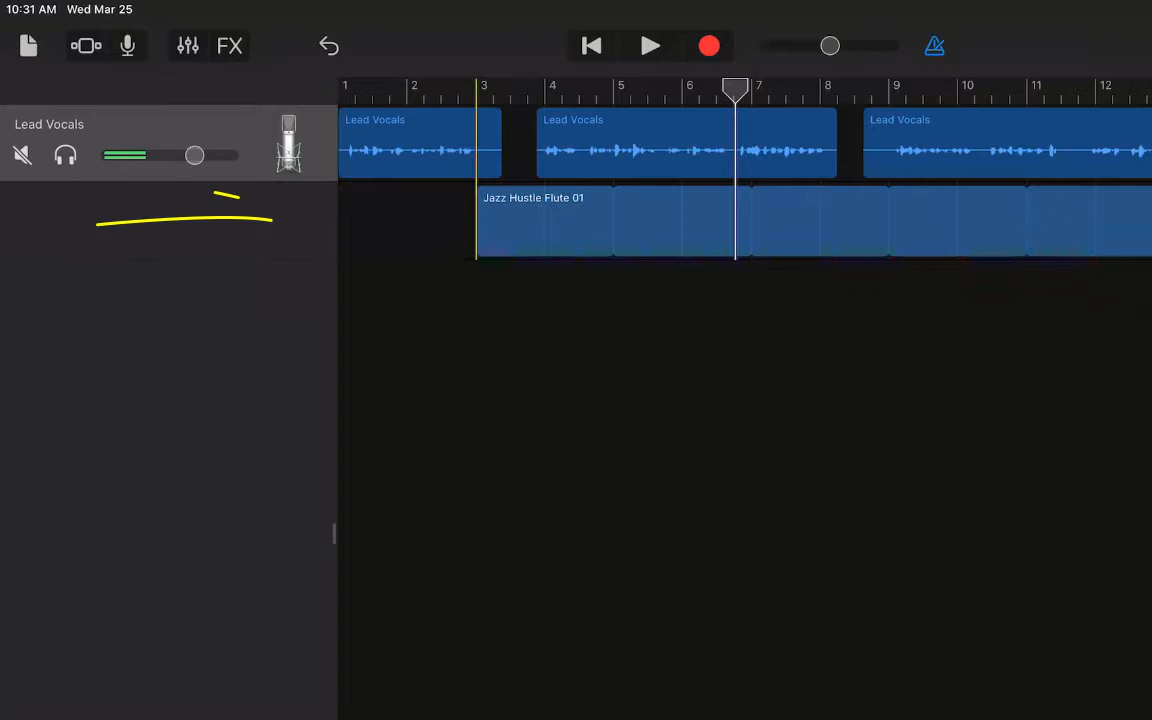 10:31 AM Wed Mar 25
FX
1 2 3 4 5 6 7 8 9 10 11 12
Lead Vocals
Lead Vocals Lead Vocals Lead Vocals
Jazz Hustle Flute 01